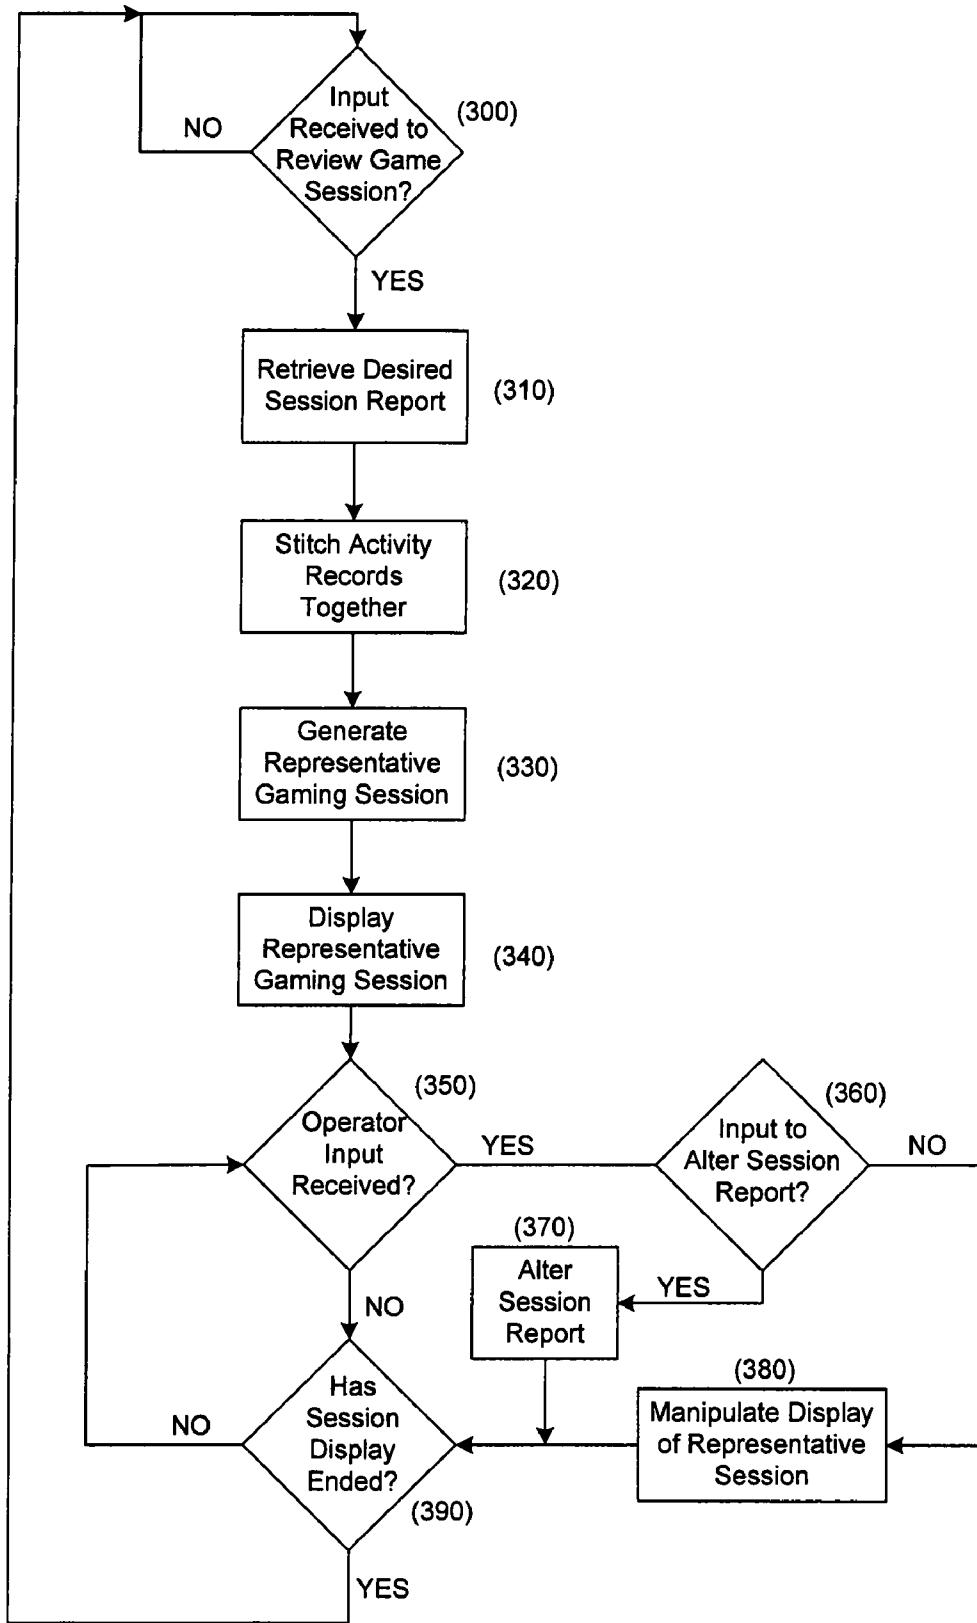 Input
Received to
Review Game
Session?
(300)
NO
YES
Retrieve Desired
Session Report
(310)
Stitch Activity
Records
Together
(320)
Generate
Representative
Gaming Session
(330)
Display
Representative
Gaming Session
(340)
Operator
Input
Received?
(350)
YES
NO
Input to
Alter Session
Report?
(360)
NO
YES
(370)
Alter
Session
Report
(380)
Manipulate Display
of Representative
Session
Has
Session
Display
Ended?
(390)
NO
YES